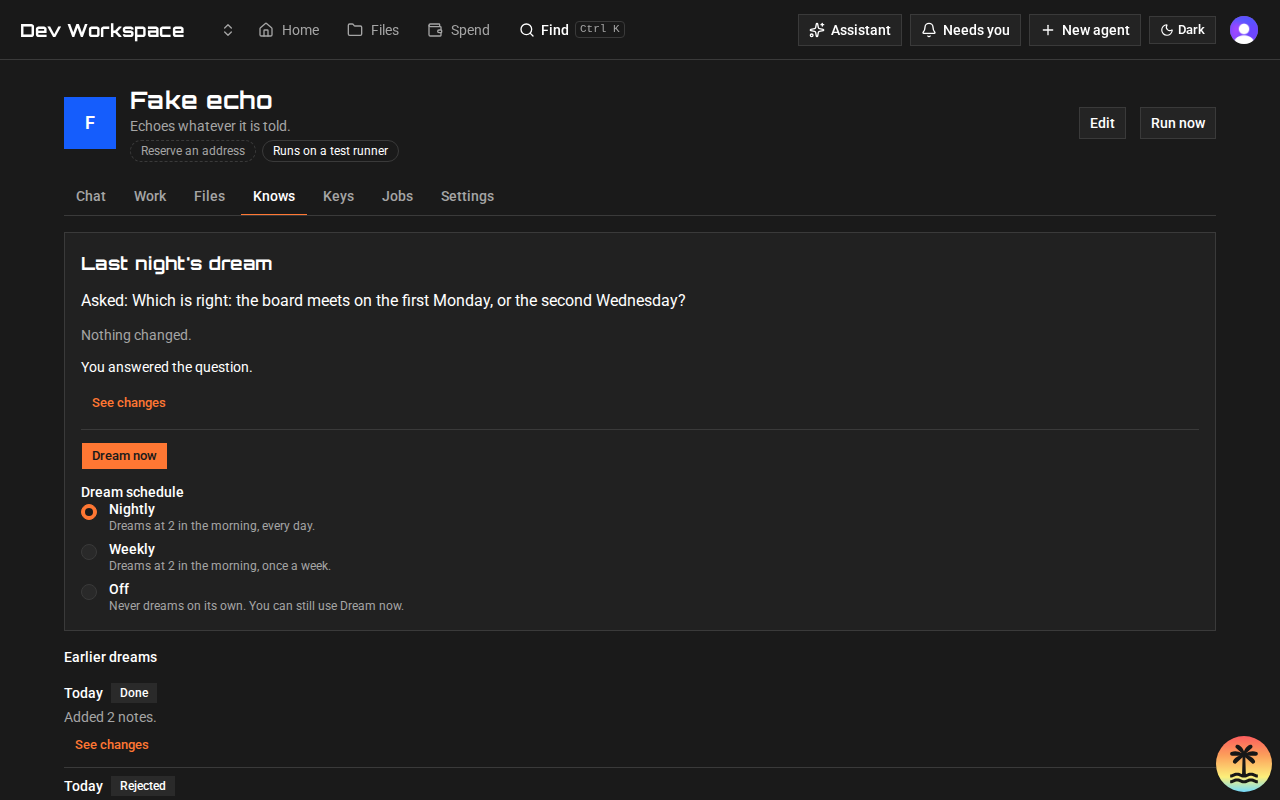 Dev Workspace
Home
Files
Spend
Find Ctrl K
Assistant
Needs you
New agent
Dark
F
Fake echo
Echoes whatever it is told.
Reserve an address
Runs on a test runner
Edit
Run now
Chat
Work
Files
Knows
Keys
Jobs
Settings
Last night's dream
Asked: Which is right: the board meets on the first Monday, or the second Wednesday?
Nothing changed.
You answered the question.
See changes
Dream now
Dream schedule
Nightly
Dreams at 2 in the morning, every day.
Weekly
Dreams at 2 in the morning, once a week.
Off
Never dreams on its own. You can still use Dream now.
Earlier dreams
Today Done
Added 2 notes.
See changes
Today Rejected